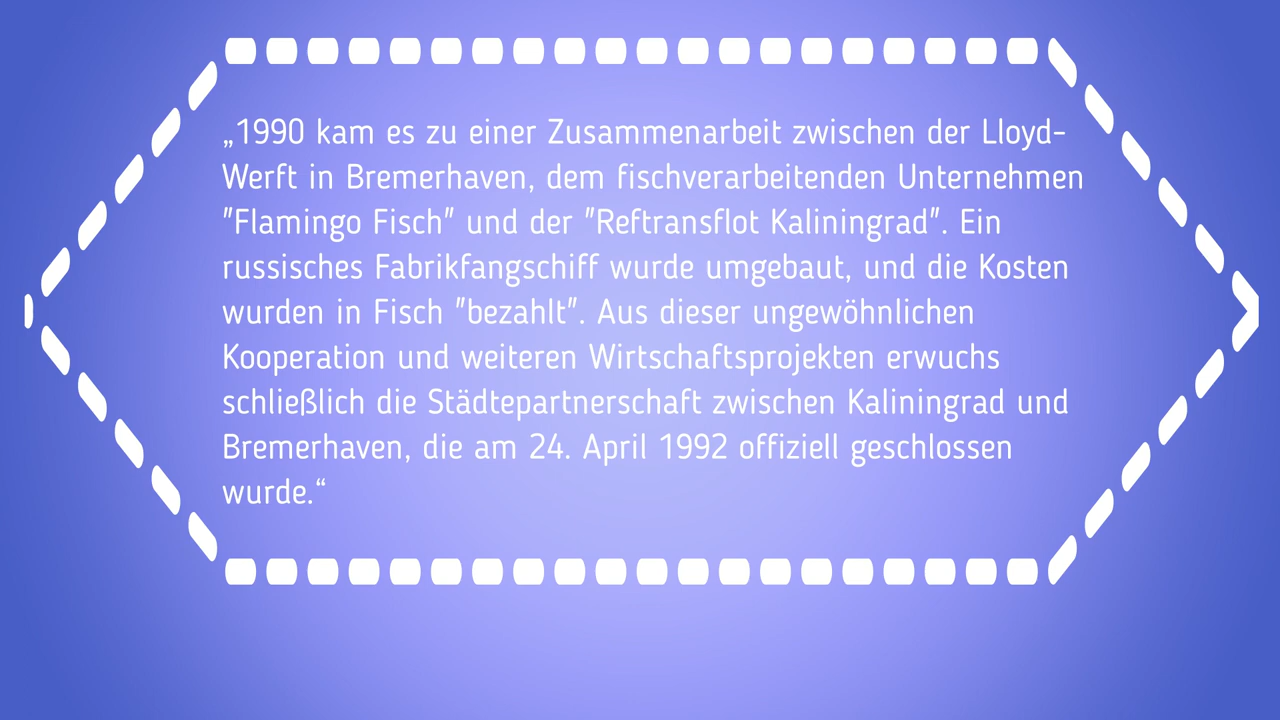 „1990 kam es zu einer Zusammenarbeit zwischen der Lloyd-
Werft in Bremerhaven, dem fischverarbeitenden Unternehmen
"Flamingo Fisch" und der "Reftransflot Kaliningrad". Ein
russisches Fabrikfangschiff wurde umgebaut, und die Kosten
wurden in Fisch "bezahlt". Aus dieser ungewöhnlichen
Kooperation und weiteren Wirtschaftsprojekten erwuchs
schließlich die Städtepartnerschaft zwischen Kaliningrad und
Bremerhaven, die am 24. April 1992 offiziell geschlossen
wurde.“